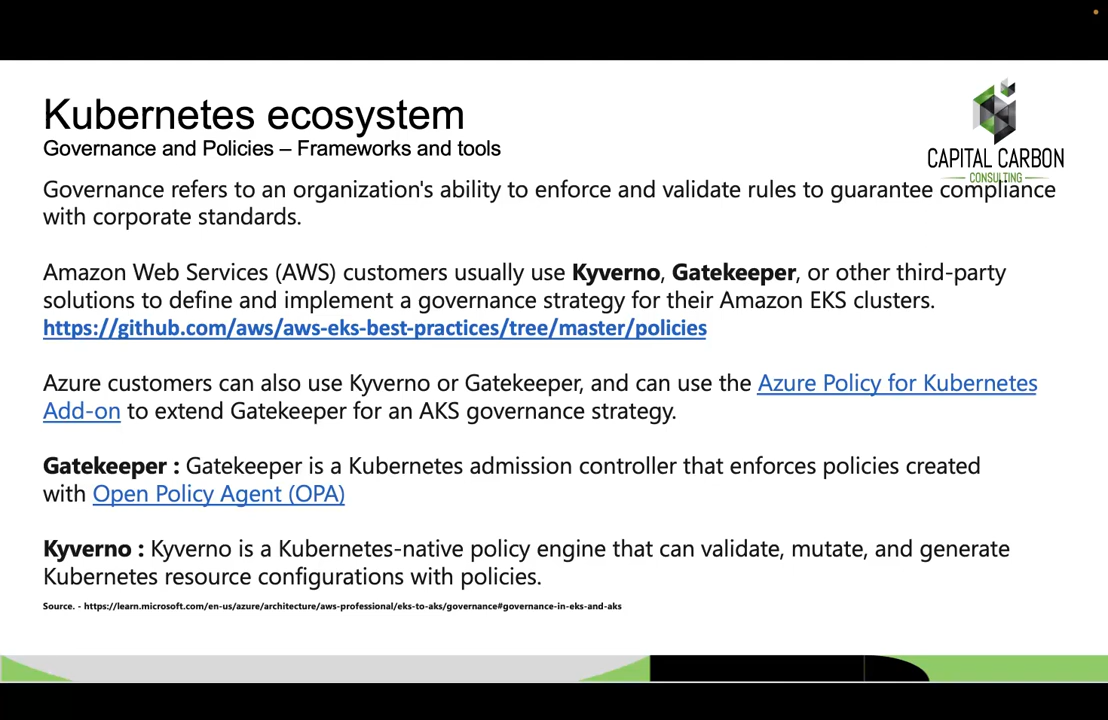 Kubernetes ecosystem
Governance and Policies – Frameworks and tools
CAPITAL CARBON
CONSULTING
Governance refers to an organization's ability to enforce and validate rules to guarantee compliance
with corporate standards.
Amazon Web Services (AWS) customers usually use Kyverno, Gatekeeper, or other third-party
solutions to define and implement a governance strategy for their Amazon EKS clusters.
https://github.com/aws/aws-eks-best-practices/tree/master/policies
Azure customers can also use Kyverno or Gatekeeper, and can use the Azure Policy for Kubernetes
Add-on to extend Gatekeeper for an AKS governance strategy.
Gatekeeper : Gatekeeper is a Kubernetes admission controller that enforces policies created
with Open Policy Agent (OPA)
Kyverno : Kyverno is a Kubernetes-native policy engine that can validate, mutate, and generate
Kubernetes resource configurations with policies.
Source. - https://learn.microsoft.com/en-us/azure/architecture/aws-professional/eks-to-aks/governance#governance-in-eks-and-aks